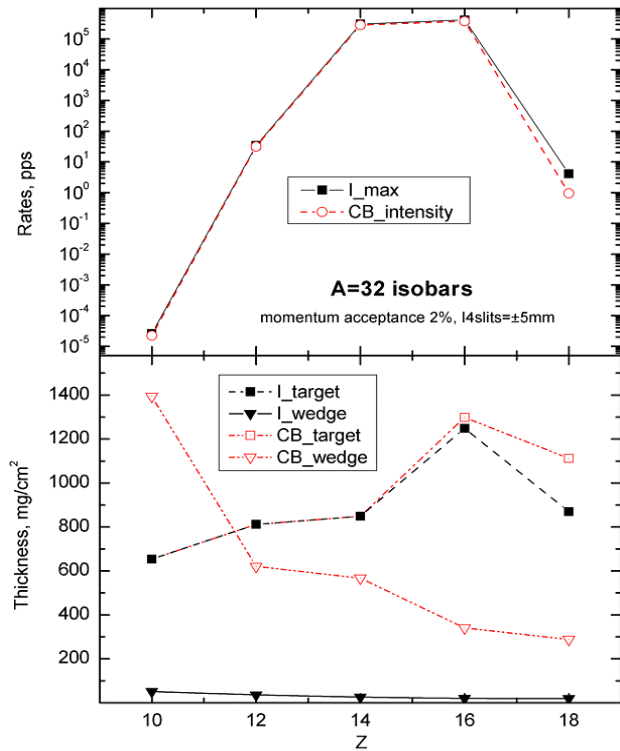 10⁵
10⁴
10³
10²
10¹
10⁰
10⁻¹
10⁻²
10⁻³
10⁻⁴
10⁻⁵
Rates, pps
I_max
CB_intensity
A=32 isobars
momentum acceptance 2%, I4slits=±5mm
1400
1200
1000
800
600
400
200
Thickness, mg/cm²
I_target
I_wedge
CB_target
CB_wedge
10 12 14 16 18
Z